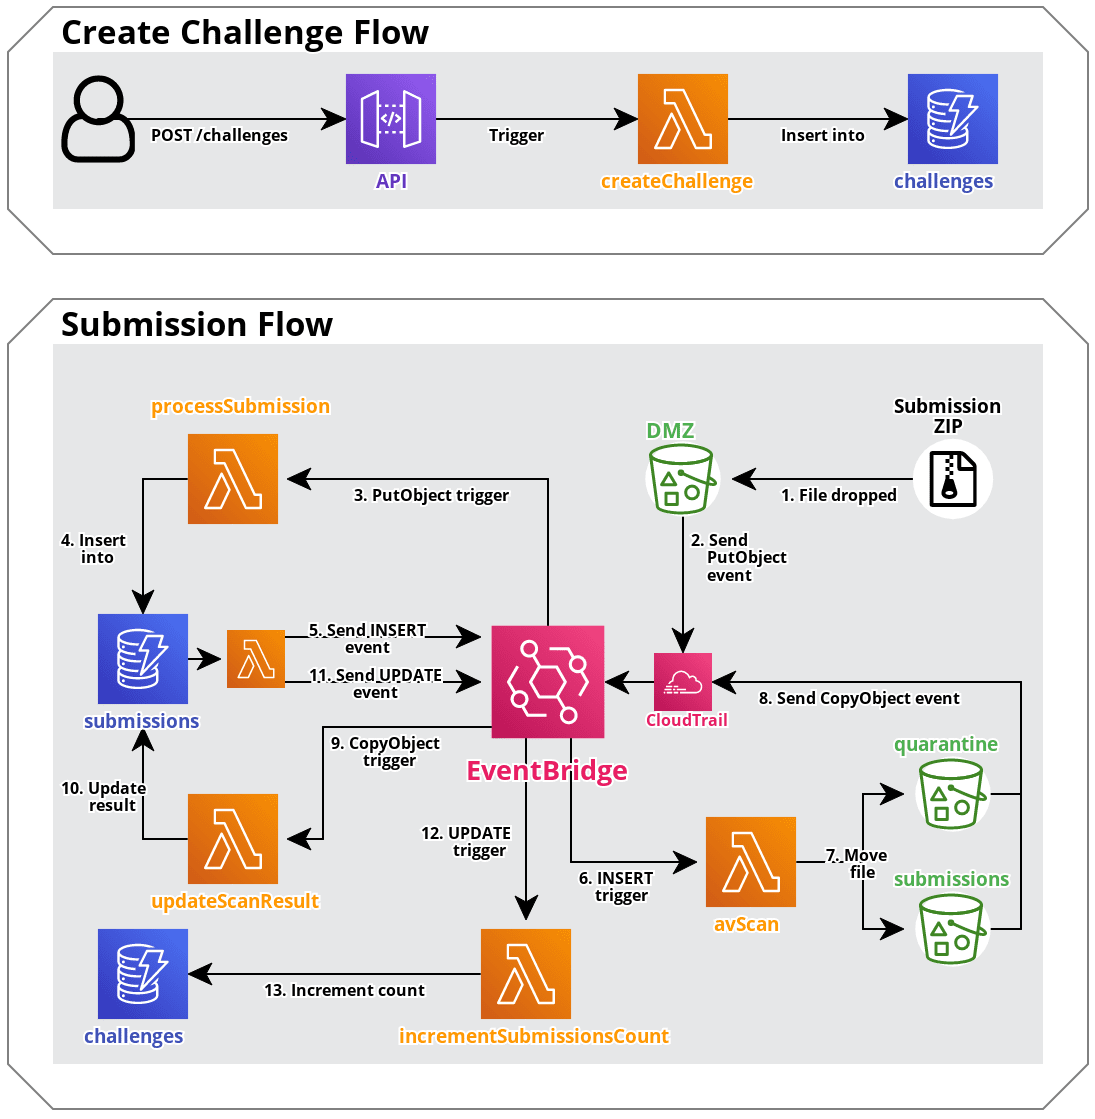 Create Challenge Flow
POST /challenges
Trigger
Insert into
API
createChallenge
challenges
Submission Flow
processSubmission
DMZ
Submission
ZIP
3. PutObject trigger
1. File dropped
4. Insert
into
2. Send
PutObject
event
5. Send INSERT
event
11. Send UPDATE
event
8. Send CopyObject event
submissions
CloudTrail
9. CopyObject
trigger
EventBridge
quarantine
10. Update
result
12. UPDATE
trigger
7. Move
file
6. INSERT
trigger
submissions
updateScanResult
avScan
13. Increment count
challenges
incrementSubmissionsCount